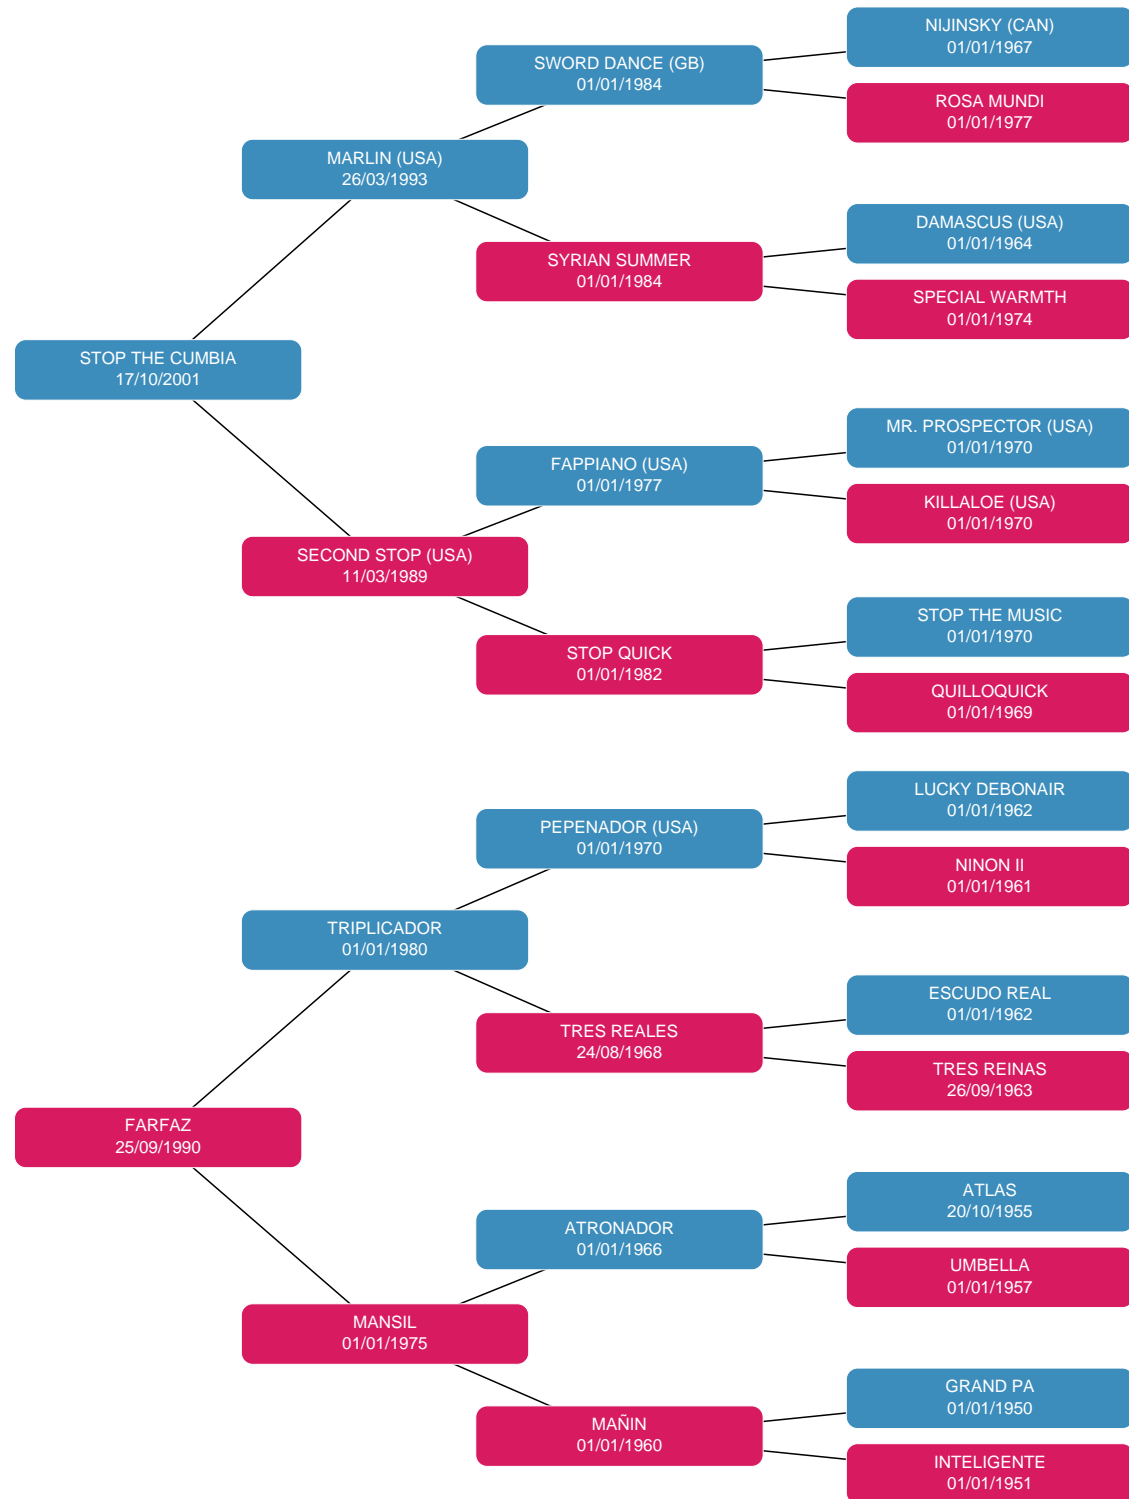 NIJINSKY (CAN)
01/01/1967
SWORD DANCE (GB)
01/01/1984
ROSA MUNDI
01/01/1977
MARLIN (USA)
26/03/1993
DAMASCUS (USA)
01/01/1964
SYRIAN SUMMER
01/01/1984
SPECIAL WARMTH
01/01/1974
STOP THE CUMBIA
17/10/2001
MR. PROSPECTOR (USA)
01/01/1970
FAPPIANO (USA)
01/01/1977
KILLALOE (USA)
01/01/1970
SECOND STOP (USA)
11/03/1989
STOP THE MUSIC
01/01/1970
STOP QUICK
01/01/1982
QUILLOQUICK
01/01/1969
LUCKY DEBONAIR
01/01/1962
PEPENADOR (USA)
01/01/1970
NINON II
01/01/1961
TRIPLICADOR
01/01/1980
ESCUDO REAL
01/01/1962
TRES REALES
24/08/1968
TRES REINAS
26/09/1963
FARFAZ
25/09/1990
ATLAS
20/10/1955
ATRONADOR
01/01/1966
UMBELLA
01/01/1957
MANSIL
01/01/1975
GRAND PA
01/01/1950
MAÑIN
01/01/1960
INTELIGENTE
01/01/1951